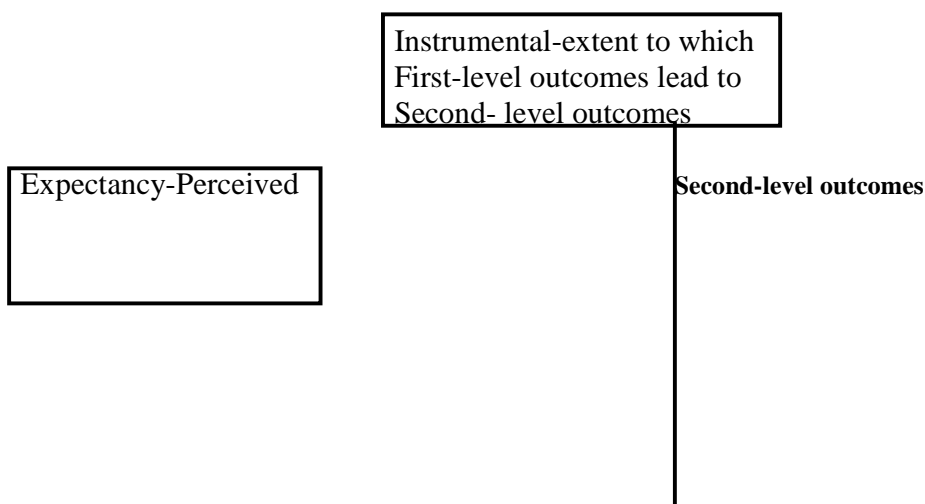 Instrumental-extent to which
First-level outcomes lead to
Second- level outcomes
Expectancy-Perceived
Second-level outcomes